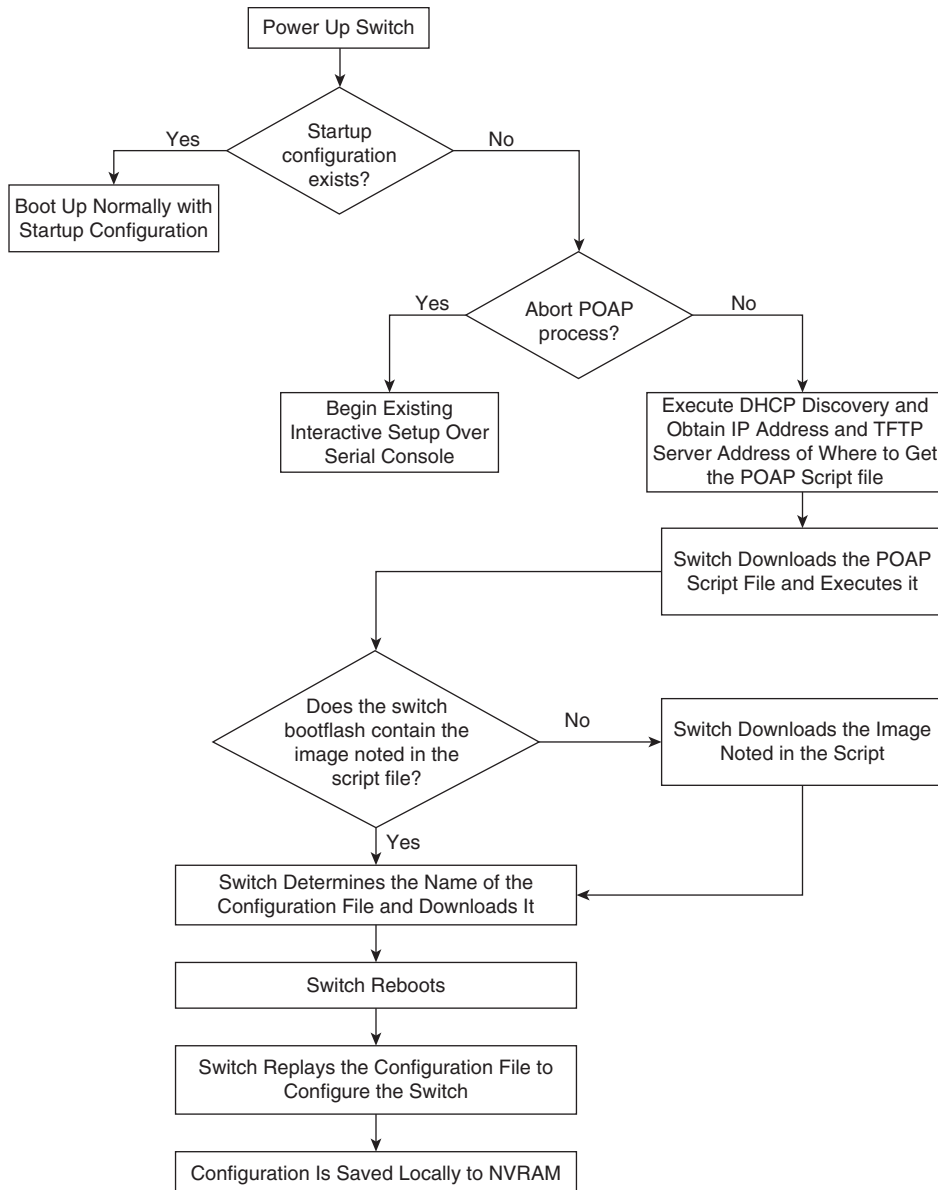 Power Up Switch
Startup
configuration
exists?
Yes
No
Boot Up Normally with
Startup Configuration
Abort POAP
process?
Yes
No
Begin Existing
Interactive Setup Over
Serial Console
Execute DHCP Discovery and
Obtain IP Address and TFTP
Server Address of Where to Get
the POAP Script file
Switch Downloads the POAP
Script File and Executes it
Does the switch
bootflash contain the
image noted in the
script file?
No
Switch Downloads the Image
Noted in the Script
Yes
Switch Determines the Name of the
Configuration File and Downloads It
Switch Reboots
Switch Replays the Configuration File to
Configure the Switch
Configuration Is Saved Locally to NVRAM